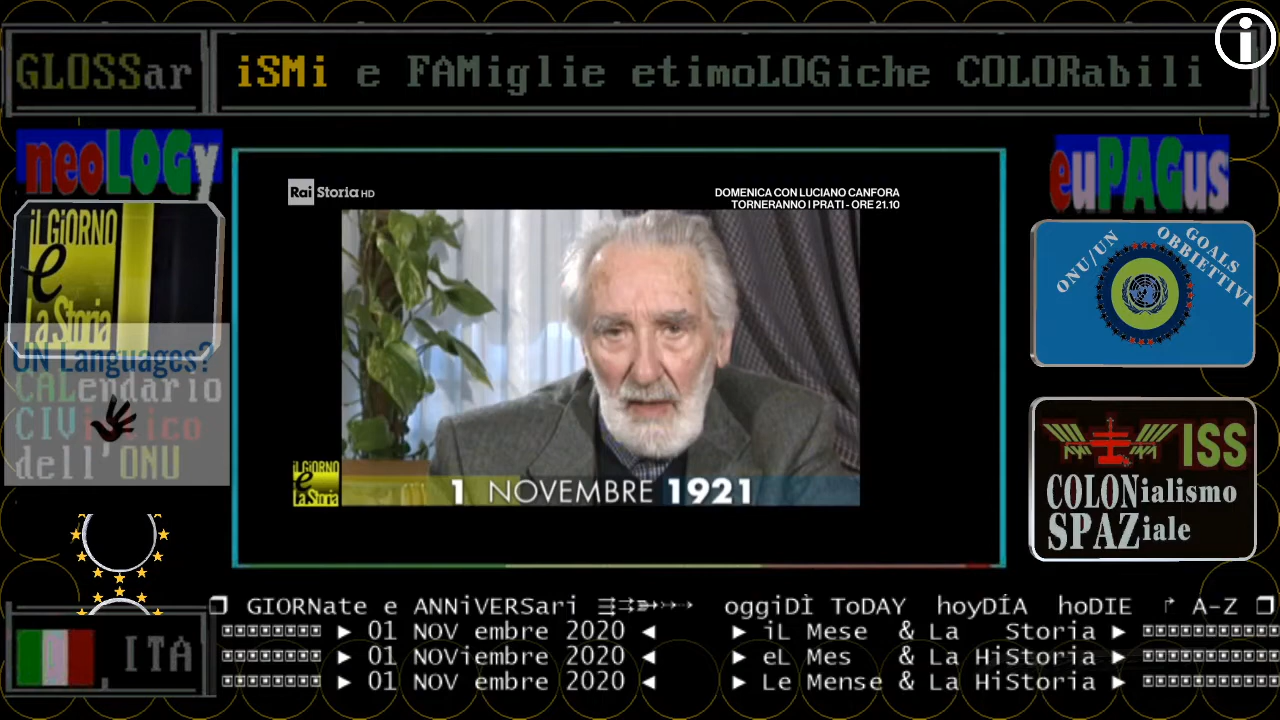 GLOSSar
iSMi e FAMiglie etimoLOGiche COLORabili
neoLOGy
iL GiORNO
e
La Storia
UN Languages?
CALendario
CIVi
dell'ONU
ITA
Rai Storia HD
DOMENICA CON LUCIANO CANFORA
TORNERANNO I PRATI - ORE 21.10
iL GiORNO
e
La Storia
1 NOVEMBRE 1921
euPAGus
ONU/UN
GOALS
OBBIETTIVI
ISS
COLONialismo
SPAZiale
GIORNate e ANNiVERSari oggiDÌ ToDAY hoyDÍA hoDIE A-Z
01 NOV embre 2020 iL Mese & La Storia
01 NOViembre 2020 eL Mes & La HiStoria
01 NOV embre 2020 Le Mense & La HiStoria